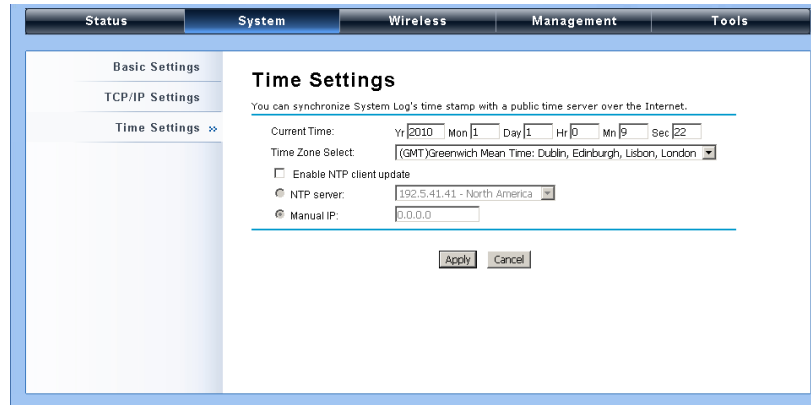 Status System Wireless Management Tools
Basic Settings
TCP/IP Settings
Time Settings »
Time Settings
You can synchronize System Log's time stamp with a public time server over the Internet.
Current Time: Yr 2010 Mon 1 Day 1 Hr 0 Mn 9 Sec 22
Time Zone Select: (GMT)Greenwich Mean Time: Dublin, Edinburgh, Lisbon, London
Enable NTP client update
NTP server: 192.5.41.41 - North America
Manual IP: 0.0.0.0
Apply Cancel